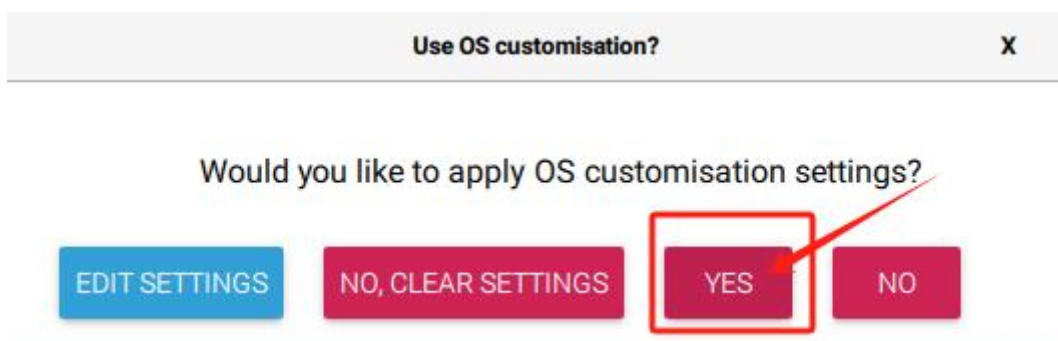 Use OS customisation? X
Would you like to apply OS customisation settings?
EDIT SETTINGS NO, CLEAR SETTINGS YES NO